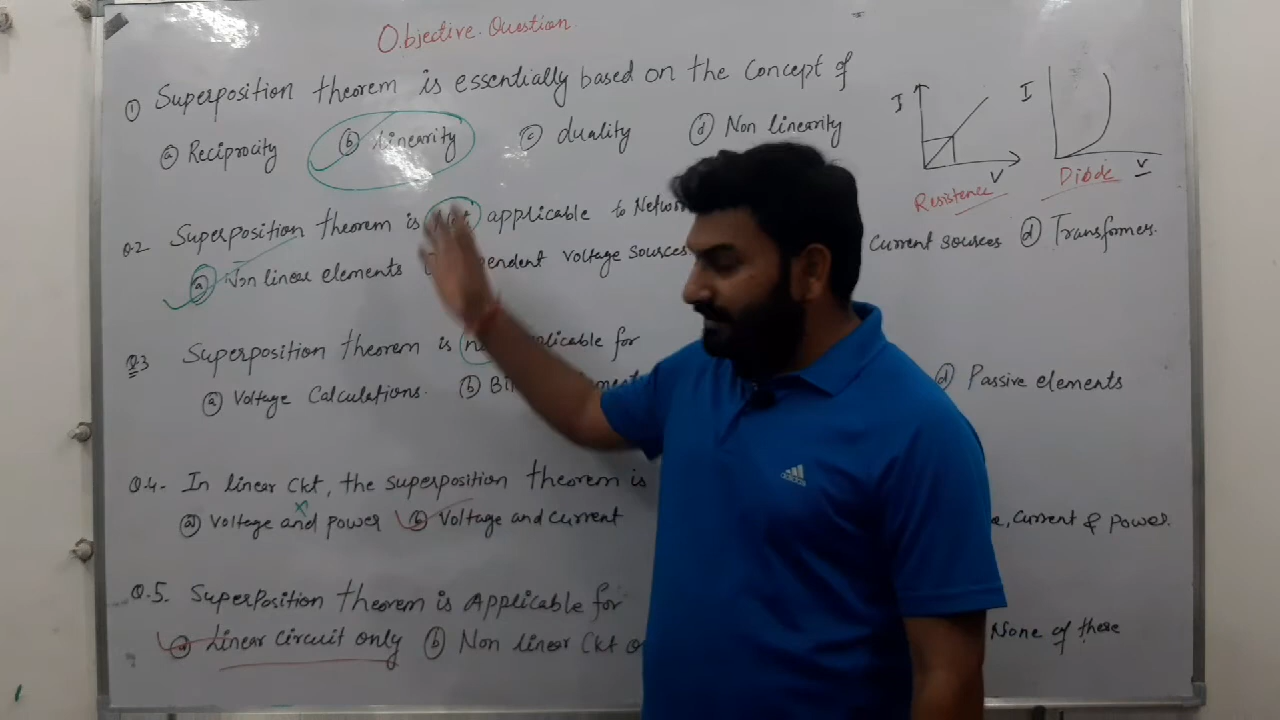 Objective Question
① Superposition theorem is essentially based on the concept of
ⓐ Reciprocity ⓑ Linearity ⓒ duality ⓓ Non linearity
I I
V V
Resistence Diode
Q.2 Superposition theorem is Not applicable to
ⓐ Non linear elements voltage sources Current sources ⓓ Transformers.
Q.3 Superposition theorem is for
ⓐ Voltage Calculations. ⓑ ⓓ Passive elements
Q.4- In linear Ckt, the superposition theorem is
ⓐ Voltage and power ⓑ Voltage and Current , Current & power.
Q.5. Superposition theorem is Applicable for
ⓐ Linear Circuit only ⓑ Non linear Ckt None of these